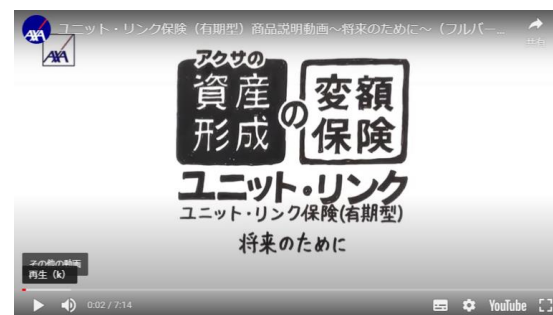 AXA
ユニット・リンク保険（有期型）商品説明動画～将来のために～（フルバー...
共有
AXA
アクサの
資産形成の変額保険
ユニット・リンク
ユニット・リンク保険(有期型)
将来のために
その他の動画
再生（k）
0:02 / 7:14
YouTube